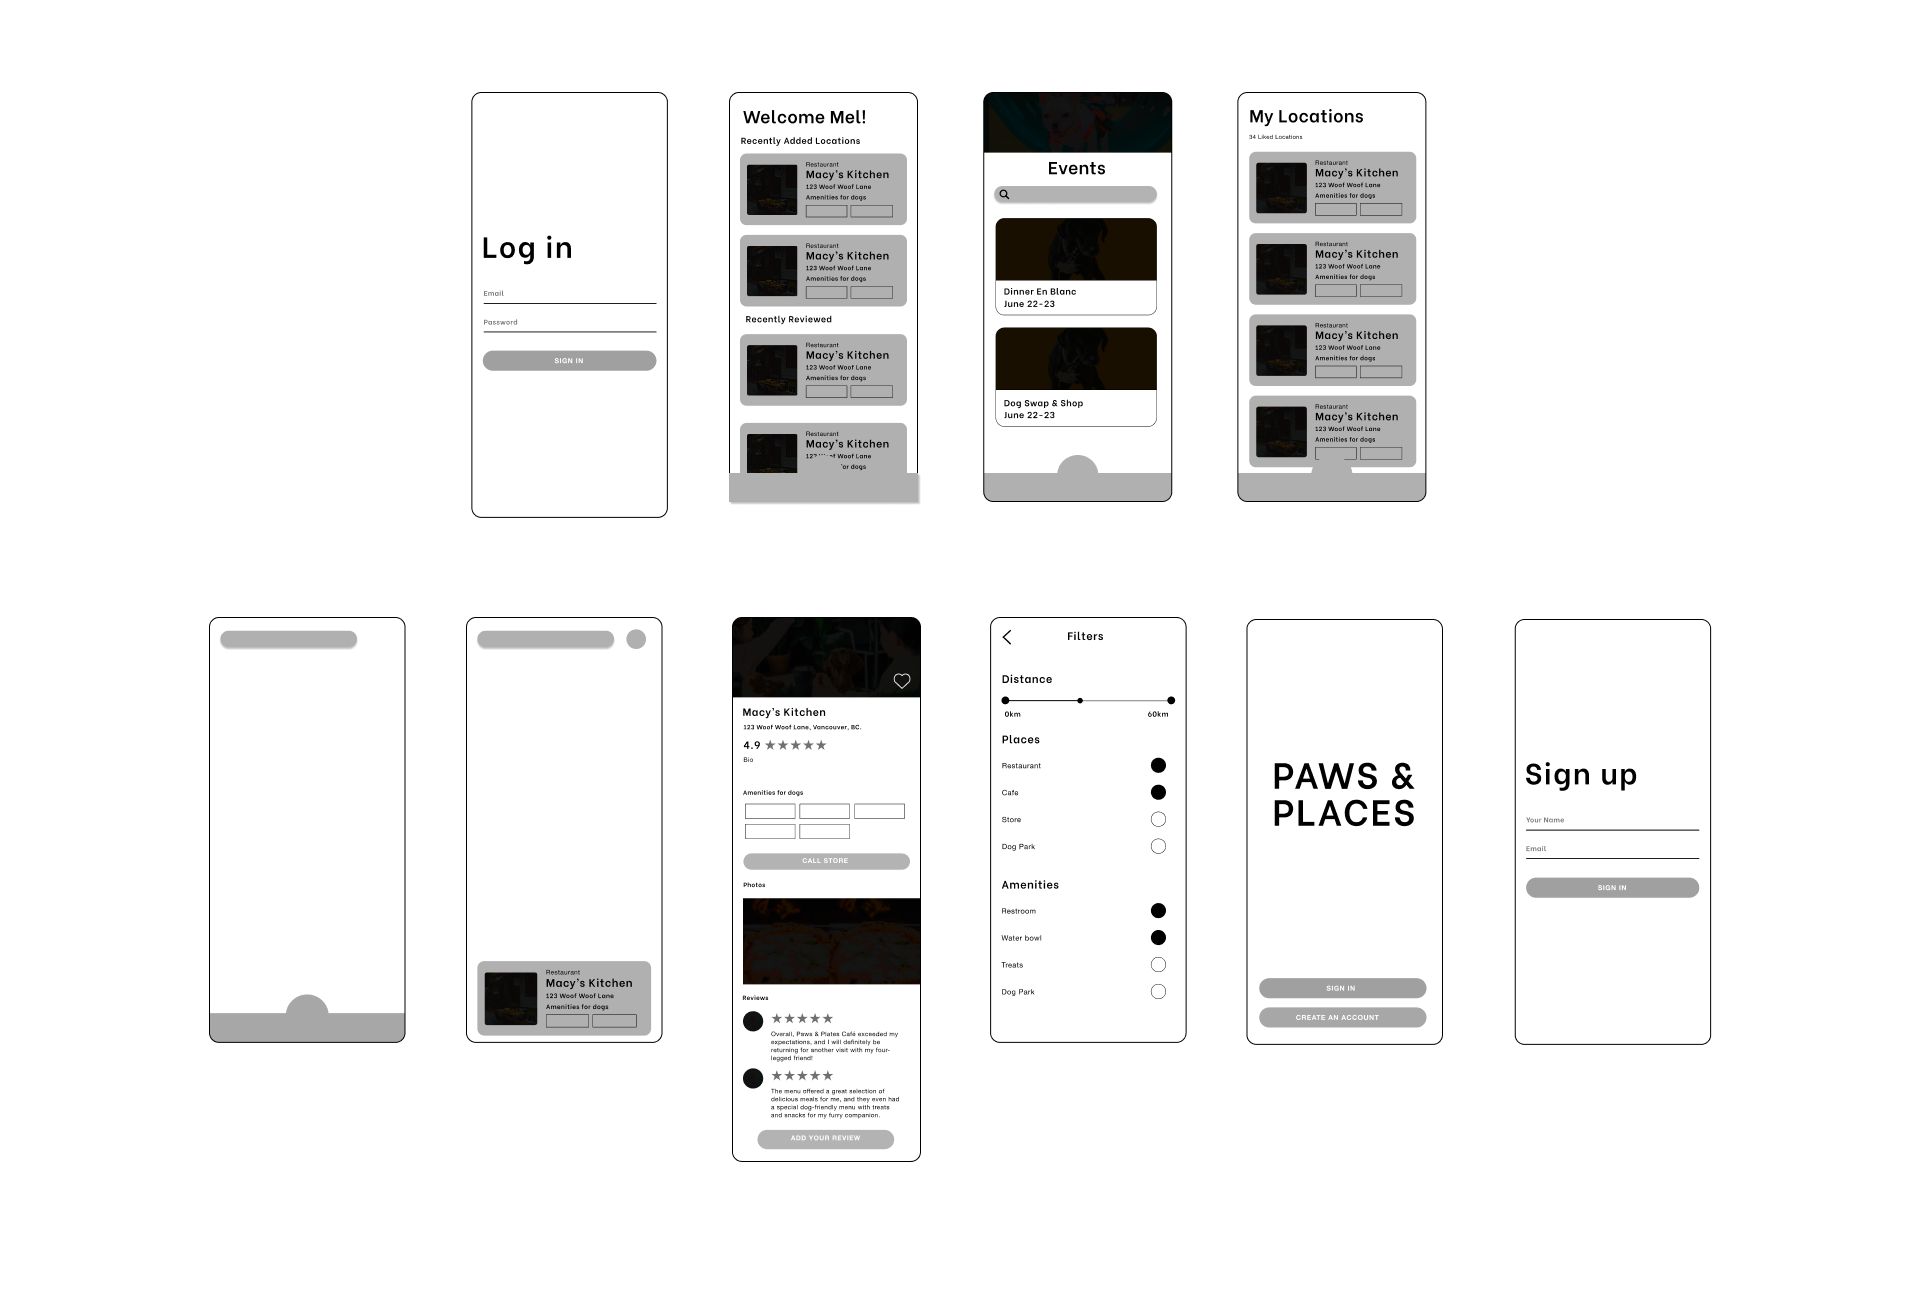 Log in
Email
Password
SIGN IN
Welcome Mel!
Recently Added Locations
Restaurant
Macy's Kitchen
123 Woof Woof Lane
Amenities for dogs
Restaurant
Macy's Kitchen
123 Woof Woof Lane
Amenities for dogs
Recently Reviewed
Restaurant
Macy's Kitchen
123 Woof Woof Lane
Amenities for dogs
Restaurant
Macy's Kitchen
Woof Lane
for dogs
Events
Dinner En Blanc
June 22-23
Dog Swap & Shop
June 22-23
My Locations
34 Liked Locations
Restaurant
Macy's Kitchen
123 Woof Woof Lane
Amenities for dogs
Restaurant
Macy's Kitchen
123 Woof Woof Lane
Amenities for dogs
Restaurant
Macy's Kitchen
123 Woof Woof Lane
Amenities for dogs
Restaurant
Macy's Kitchen
123 Woof Woof Lane
Amenities for dogs
Restaurant
Macy's Kitchen
123 Woof Woof Lane
Amenities for dogs
Macy's Kitchen
123 Woof Woof Lane, Vancouver, BC.
4.9 ★★★★★
Bio
Amenities for dogs
CALL STORE
Photos
Reviews
★★★★★
Overall, Paws & Plates Café exceeded my
expectations, and I will definitely be
returning for another visit with my four-
legged friend!
★★★★★
The menu offered a great selection of
delicious meals for me, and they even had
a special dog-friendly menu with treats
and snacks for my furry companion.
ADD YOUR REVIEW
Filters
Distance
0km 60km
Places
Restaurant
Cafe
Store
Dog Park
Amenities
Restroom
Water bowl
Treats
Dog Park
PAWS &
PLACES
SIGN IN
CREATE AN ACCOUNT
Sign up
Your Name
Email
SIGN IN